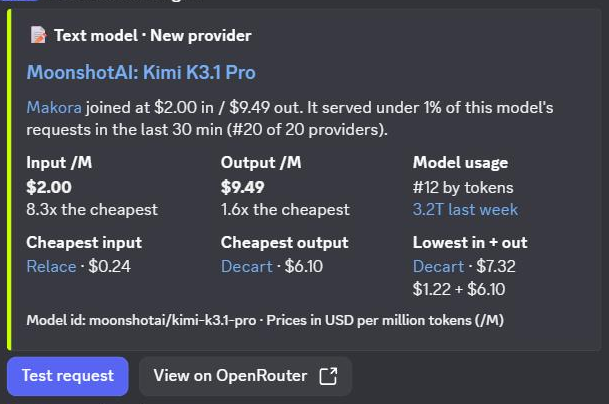 Text model · New provider
MoonshotAI: Kimi K3.1 Pro
Makora joined at $2.00 in / $9.49 out. It served under 1% of this model's
requests in the last 30 min (#20 of 20 providers).
Input /M
$2.00
8.3x the cheapest
Output /M
$9.49
1.6x the cheapest
Model usage
#12 by tokens
3.2T last week
Cheapest input
Relace · $0.24
Cheapest output
Decart · $6.10
Lowest in + out
Decart · $7.32
$1.22 + $6.10
Model id: moonshotai/kimi-k3.1-pro · Prices in USD per million tokens (/M)
Test request
View on OpenRouter